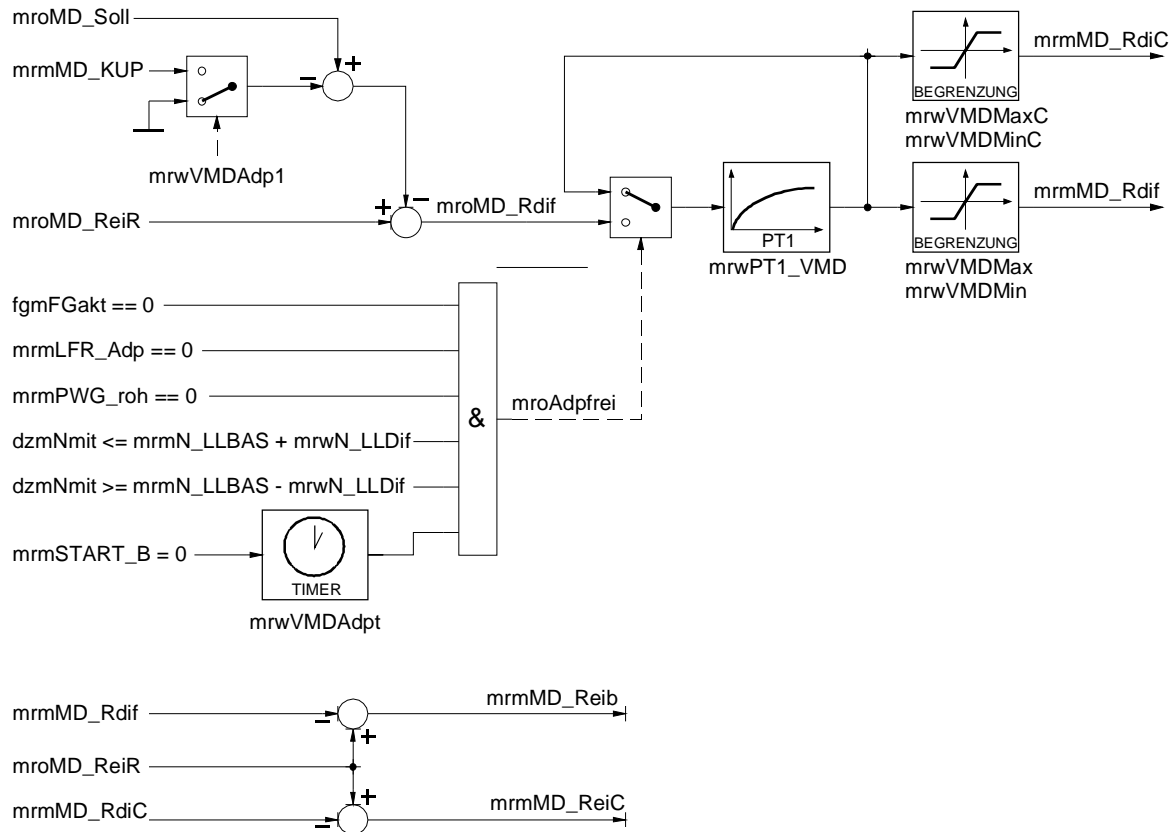 mroMD_Soll
mrmMD_KUP
mrwVMDAdp1
mroMD_ReiR
mroMD_Rdif
PT1
mrwPT1_VMD
BEGRENZUNG
mrwVMDMaxC
mrwVMDMinC
mrmMD_RdiC
BEGRENZUNG
mrwVMDMax
mrwVMDMin
mrmMD_Rdif
fgmFGakt == 0
mrmLFR_Adp == 0
mrmPWG_roh == 0
dzmNmit <= mrmN_LLBAS + mrwN_LLDif
dzmNmit >= mrmN_LLBAS - mrwN_LLDif
mrmSTART_B = 0
TIMER
mrwVMDAdpt
&
mroAdpfrei
mrmMD_Rdif
mroMD_ReiR
mrmMD_RdiC
mrmMD_Reib
mrmMD_ReiC